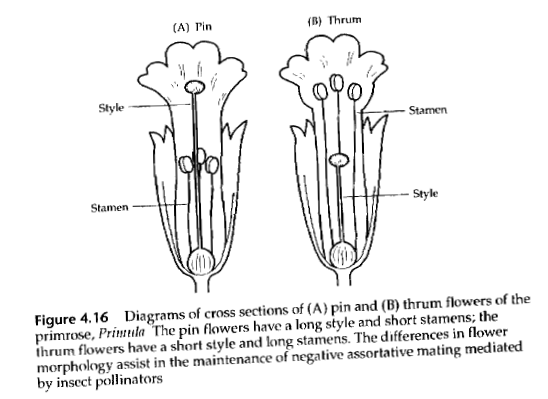 (A) Pin
(B) Thrum
Style
Stamen
Stamen
Style
Figure 4.16 Diagrams of cross sections of (A) pin and (B) thrum flowers of the
primrose, Primula The pin flowers have a long style and short stamens; the
thrum flowers have a short style and long stamens. The differences in flower
morphology assist in the maintenance of negative assortative mating mediated
by insect pollinators